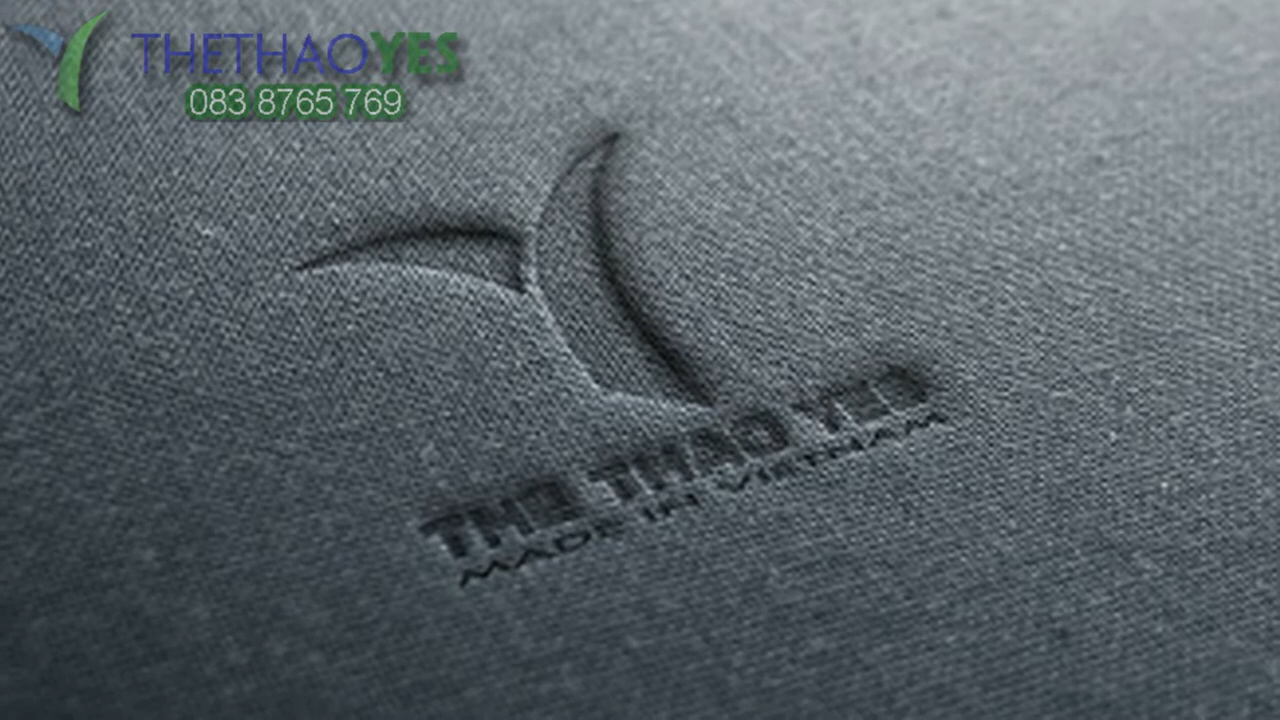 THETHAOYES
083 8765 769
THE THAO YES
MADE IN VIETNAM